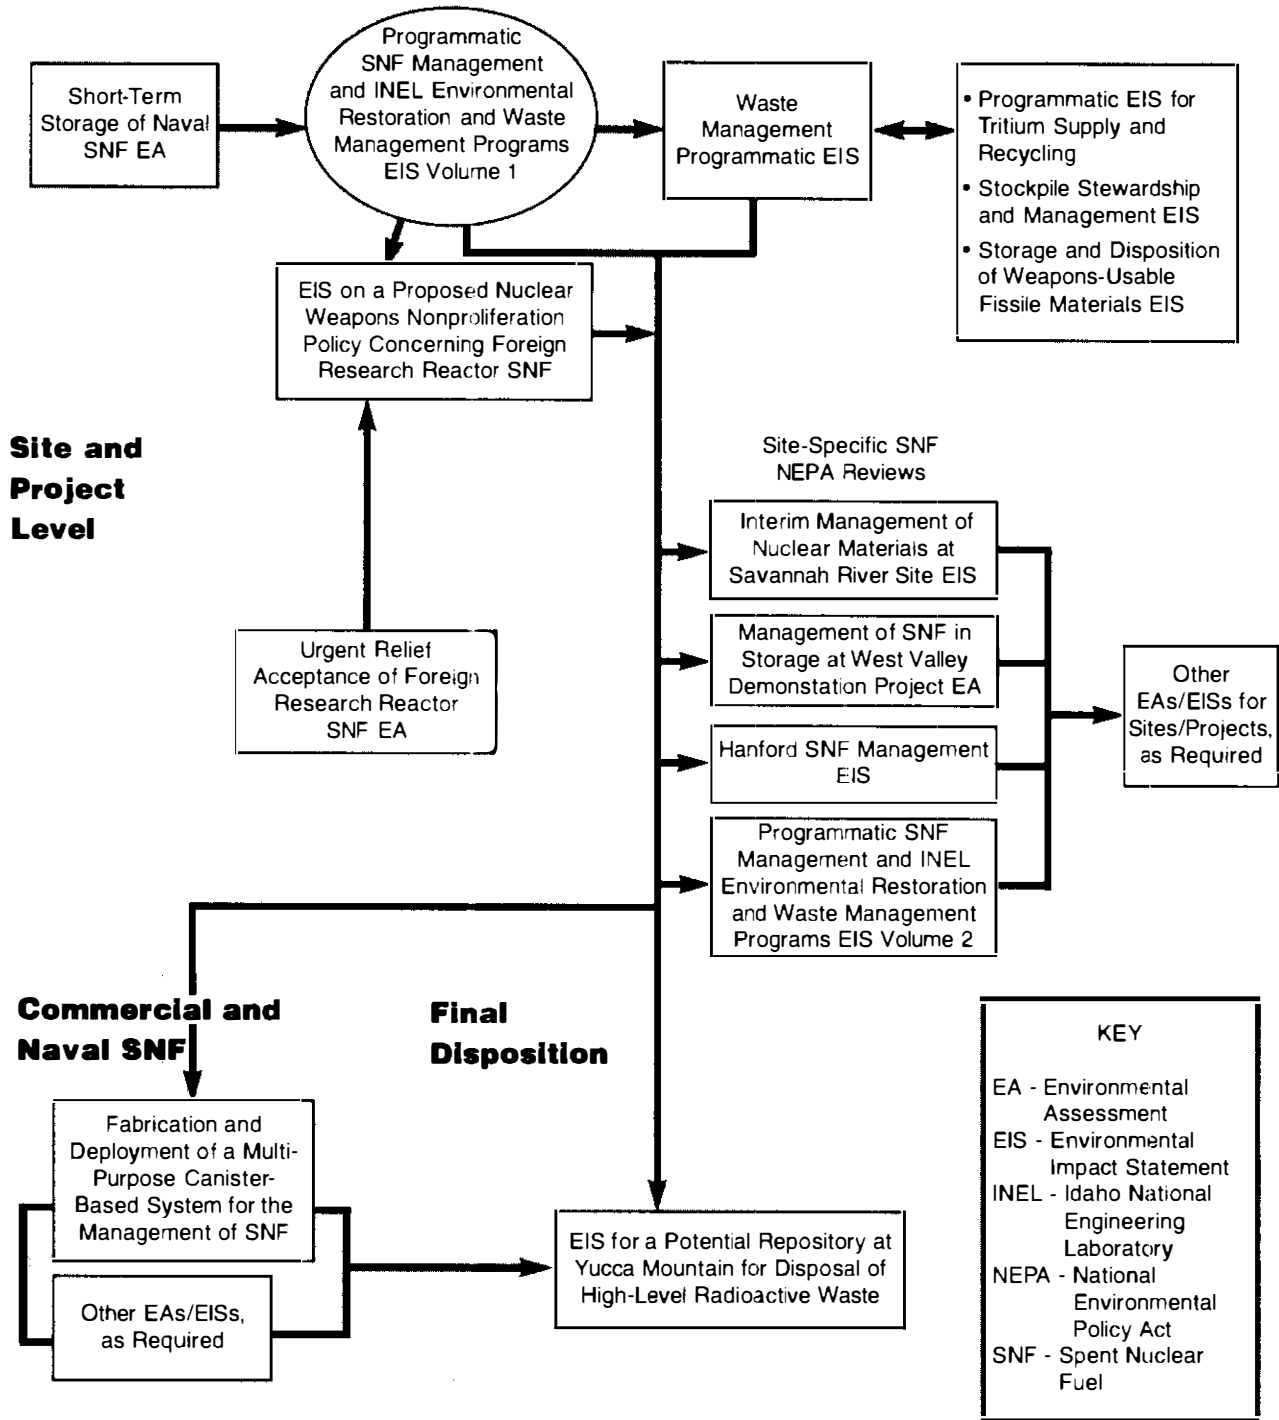 Short-Term
Storage of Naval
SNF EA
Programmatic
SNF Management
and INEL Environmental
Restoration and Waste
Management Programs
EIS Volume 1
Waste
Management
Programmatic EIS
• Programmatic EIS for
Tritium Supply and
Recycling
• Stockpile Stewardship
and Management EIS
• Storage and Disposition
of Weapons-Usable
Fissile Materials EIS
EIS on a Proposed Nuclear
Weapons Nonproliferation
Policy Concerning Foreign
Research Reactor SNF
Site and
Project
Level
Site-Specific SNF
NEPA Reviews
Interim Management of
Nuclear Materials at
Savannah River Site EIS
Urgent Relief
Acceptance of Foreign
Research Reactor
SNF EA
Management of SNF in
Storage at West Valley
Demonstation Project EA
Other
EAs/EISs for
Sites/Projects,
as Required
Hanford SNF Management
EIS
Programmatic SNF
Management and INEL
Environmental Restoration
and Waste Management
Programs EIS Volume 2
Commercial and
Naval SNF
Final
Disposition
Fabrication and
Deployment of a Multi-
Purpose Canister-
Based System for the
Management of SNF
Other EAs/EISs,
as Required
EIS for a Potential Repository at
Yucca Mountain for Disposal of
High-Level Radioactive Waste
KEY
EA - Environmental
Assessment
EIS - Environmental
Impact Statement
INEL - Idaho National
Engineering
Laboratory
NEPA - National
Environmental
Policy Act
SNF - Spent Nuclear
Fuel